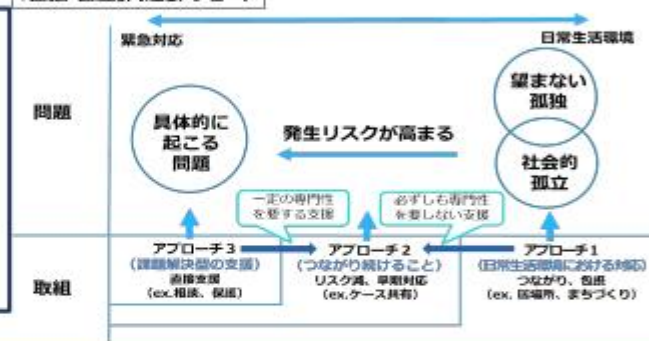 緊急対応
日常生活環境
問題
具体的に
起こる
問題
発生リスクが高まる
望まない
孤独
社会的
孤立
一定の専門性
を要する支援
必ずしも専門性
を要しない支援
取組
アプローチ3
(課題解決型の支援)
直接支援
(ex.相談、保護)
アプローチ2
(つながり続けること)
リスク減、早期対応
(ex.ケース共有)
アプローチ1
(日常生活環境における対応)
つながり、包摂
(ex. 居場所、まちづくり)